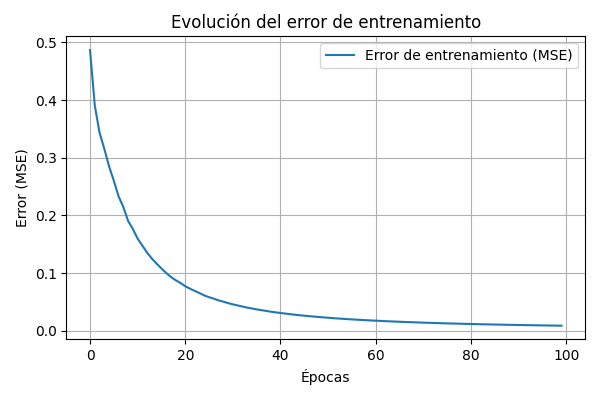 Evolución del error de entrenamiento
Error de entrenamiento (MSE)
Error (MSE)
0.5
0.4
0.3
0.2
0.1
0.0
0 20 40 60 80 100
Épocas